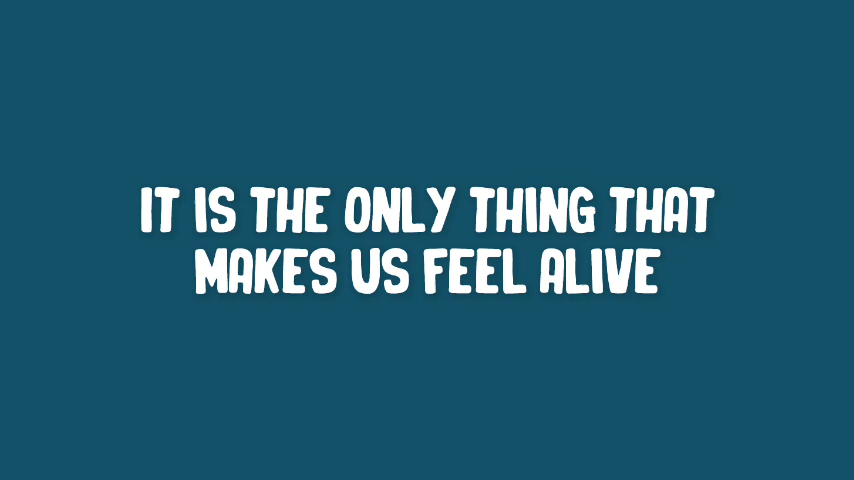 IT IS THE ONLY THING THAT
MAKES US FEEL ALIVE